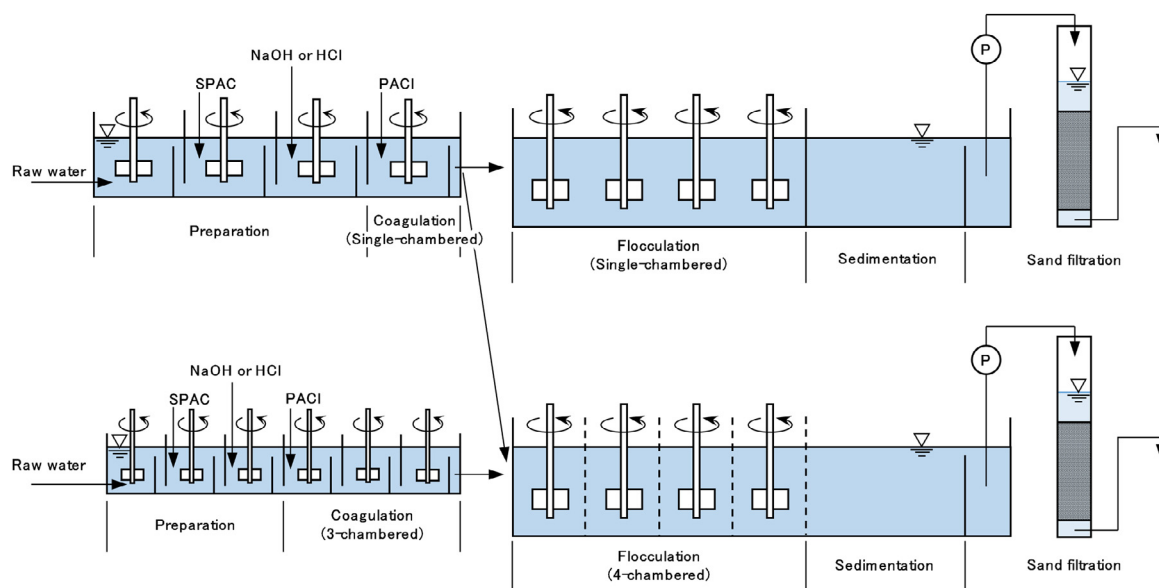 NaOH or HCl
SPAC
PACl
P
Raw water
Preparation
Coagulation
(Single-chambered)
Flocculation
(Single-chambered)
Sedimentation
Sand filtration
NaOH or HCl
SPAC
PACl
P
Raw water
Preparation
Coagulation
(3-chambered)
Flocculation
(4-chambered)
Sedimentation
Sand filtration